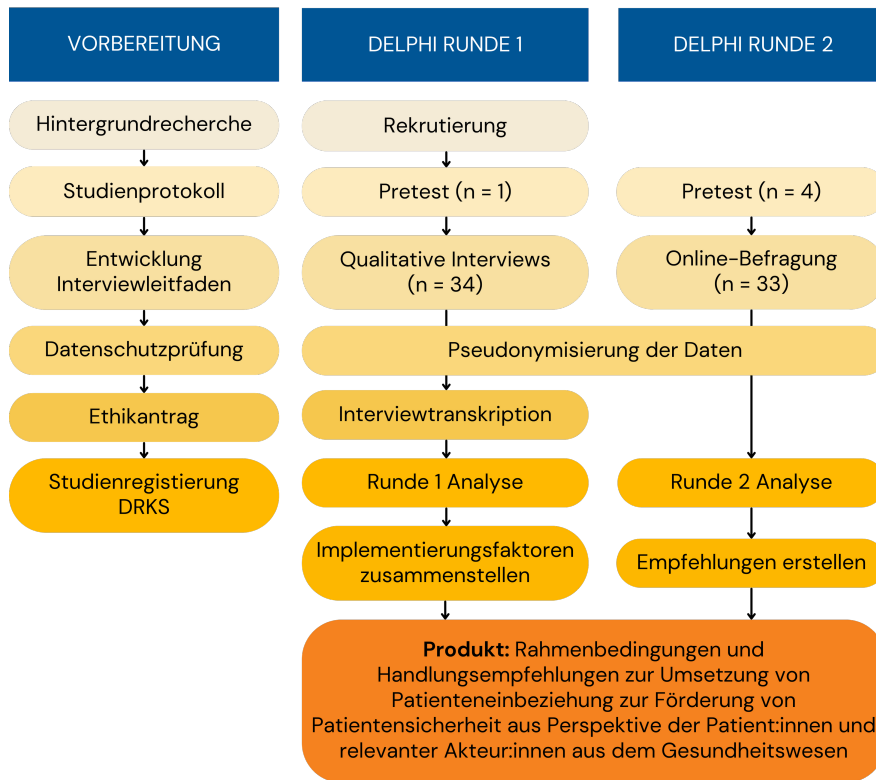 VORBEREITUNG
Hintergrundrecherche
Studienprotokoll
Entwicklung
Interviewleitfaden
Datenschutzprüfung
Ethikantrag
Studienregistierung
DRKS
DELPHI RUNDE 1
Rekrutierung
Pretest (n = 1)
Qualitative Interviews
(n = 34)
Pseudonymisierung der Daten
Interviewtranskription
Runde 1 Analyse
Implementierungsfaktoren
zusammenstellen
DELPHI RUNDE 2
Pretest (n = 4)
Online-Befragung
(n = 33)
Runde 2 Analyse
Empfehlungen erstellen
Produkt: Rahmenbedingungen und
Handlungsempfehlungen zur Umsetzung von
Patienteneinbeziehung zur Förderung von
Patientensicherheit aus Perspektive der Patient:innen und
relevanter Akteur:innen aus dem Gesundheitswesen